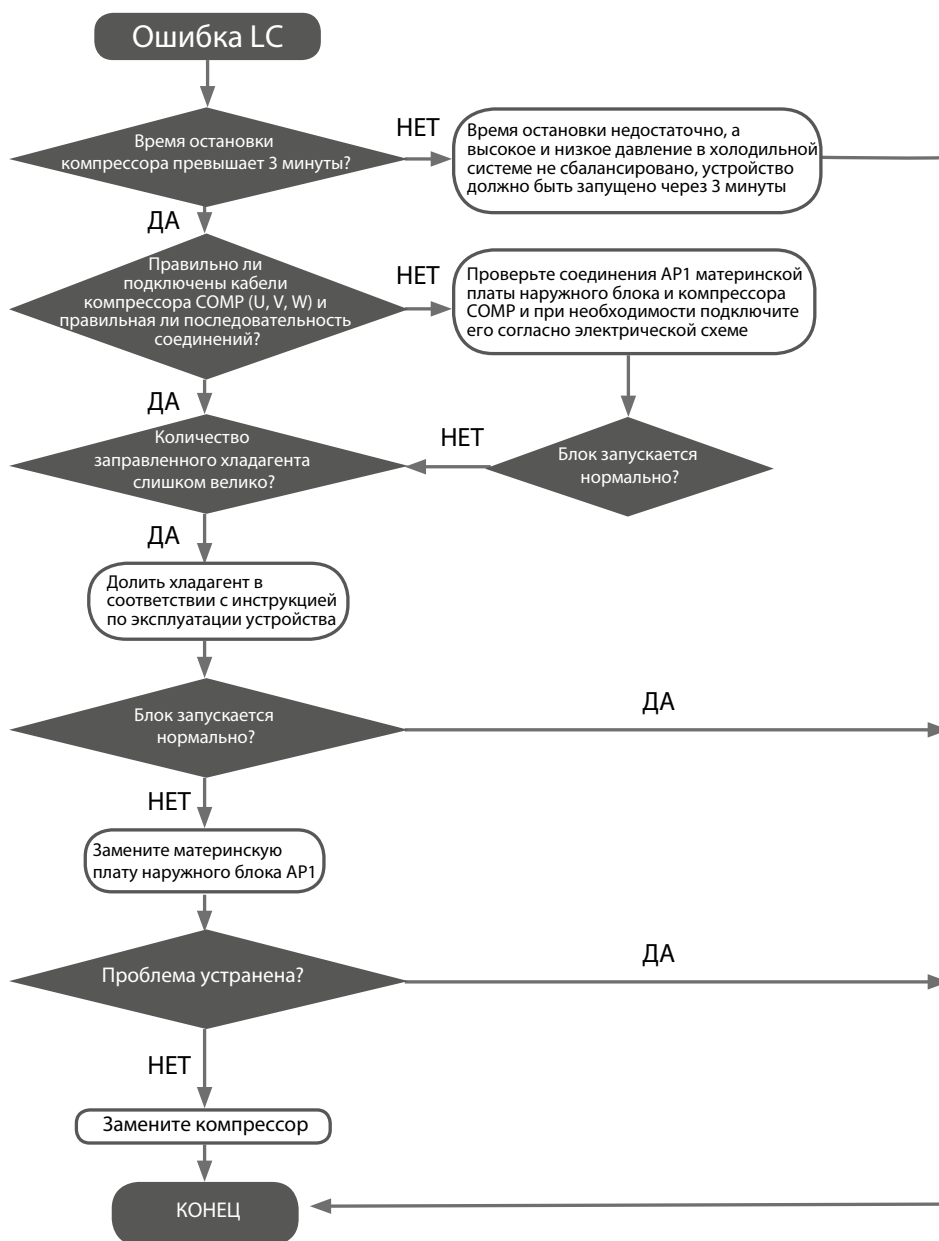 Ошибка LC
Время остановки
компрессора превышает 3 минуты?
НЕТ
Время остановки недостаточно, а
высокое и низкое давление в холодильной
системе не сбалансировано, устройство
должно быть запущено через 3 минуты
ДА
Правильно ли
подключены кабели
компрессора COMP (U, V, W) и
правильная ли последовательность
соединений?
НЕТ
Проверьте соединения AP1 материнской
платы наружного блока и компрессора
COMP и при необходимости подключите
его согласно электрической схеме
ДА
Количество
заправленного хладагента
слишком велико?
НЕТ
Блок запускается
нормально?
ДА
Долить хладагент в
соответствии с инструкцией
по эксплуатации устройства
Блок запускается
нормально?
ДА
НЕТ
Замените материнскую
плату наружного блока AP1
Проблема устранена?
ДА
НЕТ
Замените компрессор
КОНЕЦ